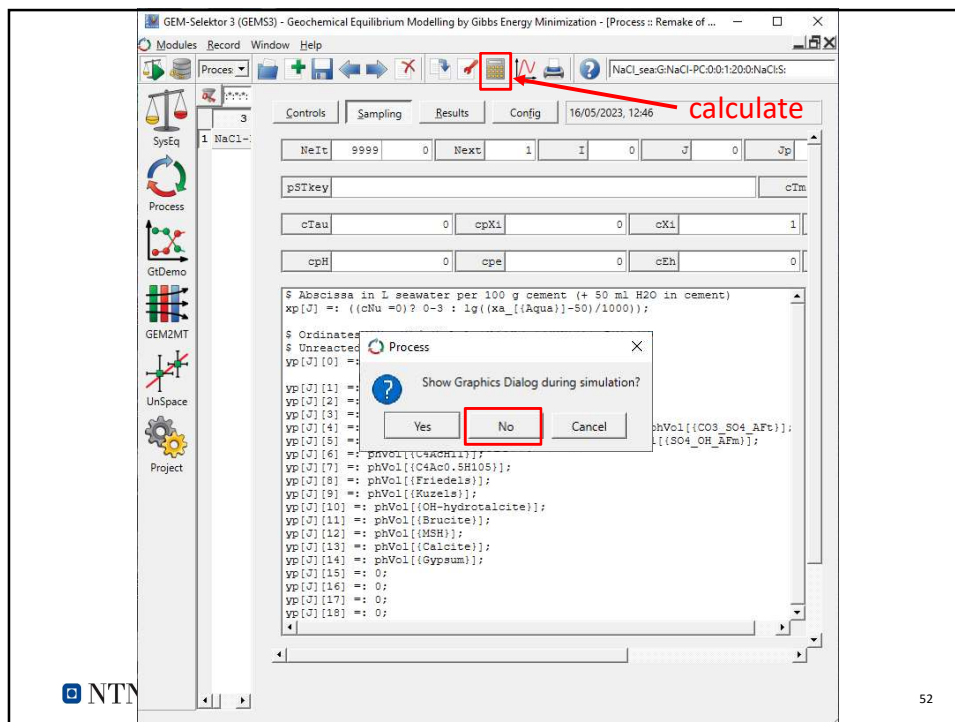 GEM-Selektor 3 (GEMS3) - Geochemical Equilibrium Modelling by Gibbs Energy Minimization - [Process :: Remake of ...
Modules Record Window Help
Proces: NaCl_sea:G:NaCl-PC:0:0:1:20:0:NaCl:S:
calculate
3
Controls Sampling Results Config 16/05/2023, 12:46
SysEq
1 NaCl-
NeIt 9999 0 Next 1 I 0 J 0 Jp
pSTkey cTm
Process
cTau 0 cpXi 0 cXi 1
cpH 0 cpe 0 cEh 0
GtDemo
GEM2MT
UnSpace
Project
$ Abscissa in L seawater per 100 g cement (+ 50 ml H2O in cement)
xp[J] =: ((cNu =0)? 0-3 : lg((xa_[{Aqua}]-50)/1000));
$ Ordinates
$ Unreacted
yp[J][0] =:
yp[J][1] =:
yp[J][2] =:
yp[J][3] =:
yp[J][4] =: phVol[{CO3_SO4_AFt}];
yp[J][5] =: [{SO4_OH_AFm}];
yp[J][6] =: phVol[{C4AcH11}];
yp[J][7] =: phVol[{C4Ac0.5H105}];
yp[J][8] =: phVol[{Friedels}];
yp[J][9] =: phVol[{Kuzels}];
yp[J][10] =: phVol[{OH-hydrotalcite}];
yp[J][11] =: phVol[{Brucite}];
yp[J][12] =: phVol[{MSH}];
yp[J][13] =: phVol[{Calcite}];
yp[J][14] =: phVol[{Gypsum}];
yp[J][15] =: 0;
yp[J][16] =: 0;
yp[J][17] =: 0;
yp[J][18] =: 0;
Process
Show Graphics Dialog during simulation?
Yes No Cancel
NTN
52